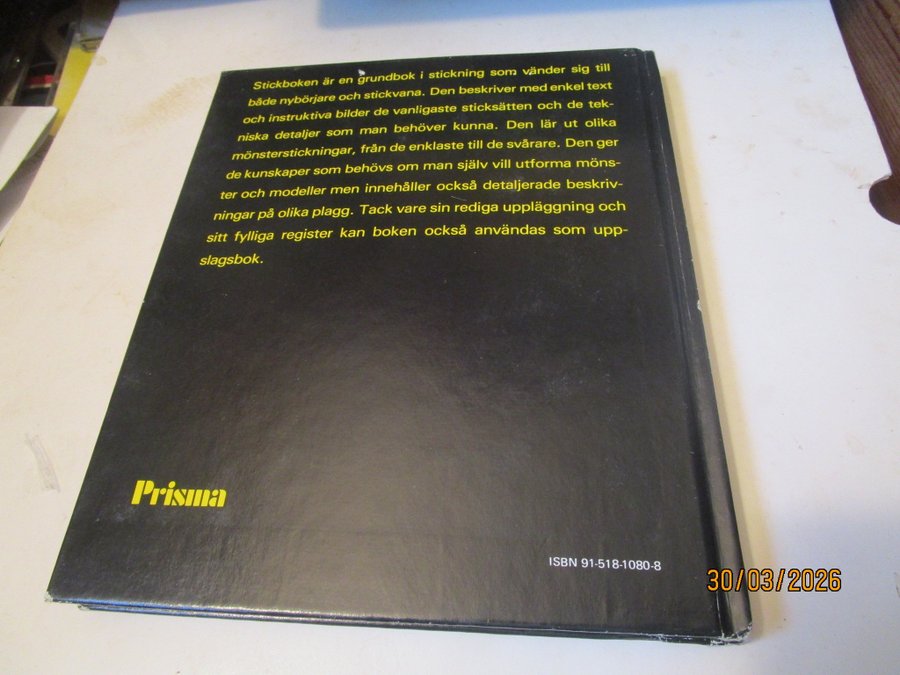 Stickboken är en grundbok i stickning som vänder sig till
både nybörjare och stickvana. Den beskriver med enkel text
och instruktiva bilder de vanligaste sticksätten och de tek-
niska detaljer som man behöver kunna. Den lär ut olika
mönsterstickningar, från de enklaste till de svårare. Den ger
de kunskaper som behövs om man själv vill utforma möns-
ter och modeller men innehåller också detaljerade beskriv-
ningar på olika plagg. Tack vare sin rediga uppläggning och
sitt fylliga register kan boken också användas som upp-
slagsbok.
Prisma
ISBN 91-518-1080-8
30/03/2026